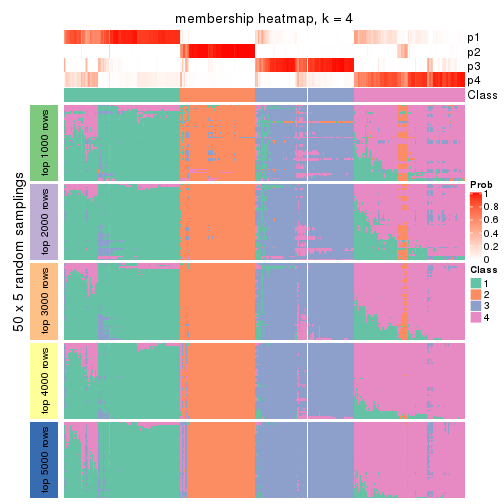 membership heatmap, k = 4
p1
p2
p3
p4
Class
50 x 5 random samplings
top 1000 rows
top 2000 rows
top 3000 rows
top 4000 rows
top 5000 rows
Prob
1
0.8
0.6
0.4
0.2
0
Class
1
2
3
4